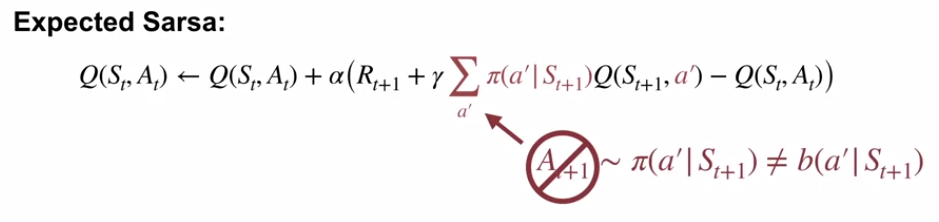 Expected Sarsa:
Q(S_t, A_t) ← Q(S_t, A_t) + α(R_{t+1} + γ ∑_{a'} π(a'|S_{t+1})Q(S_{t+1}, a') − Q(S_t, A_t))
A_{t+1} ~ π(a'|S_{t+1}) ≠ b(a'|S_{t+1})